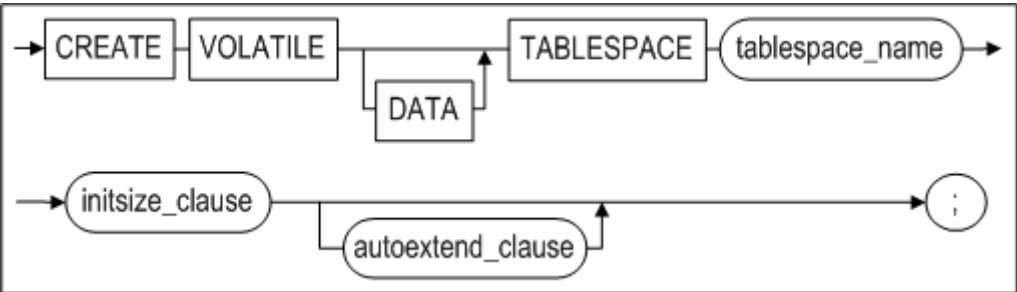 CREATE VOLATILE TABLESPACE tablespace_name
DATA
initsize_clause ;
autoextend_clause